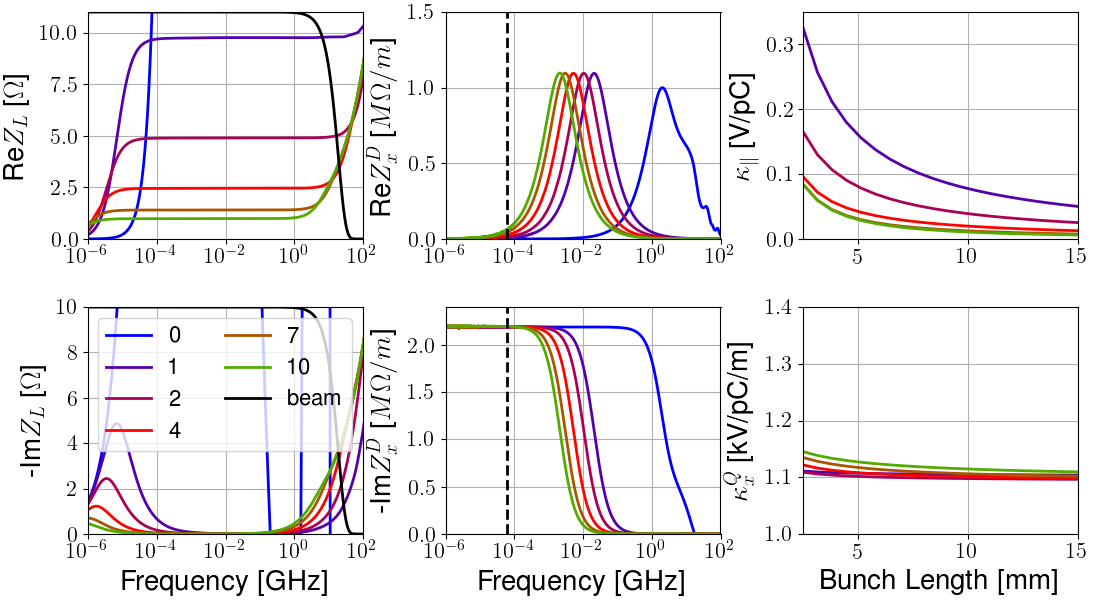 ReZ_L [Ω]
10.0
7.5
5.0
2.5
0.0
10^−6 10^−4 10^−2 10^0 10^2
ReZ_x^D [MΩ/m]
1.5
1.0
0.5
0.0
10^−6 10^−4 10^−2 10^0 10^2
κ_∥ [V/pC]
0.3
0.2
0.1
0.0
5 10 15
-ImZ_L [Ω]
10
8
6
4
2
0
0 7
1 10
2 beam
4
10^−6 10^−4 10^−2 10^0 10^2
Frequency [GHz]
-ImZ_x^D [MΩ/m]
2.0
1.5
1.0
0.5
0.0
10^−6 10^−4 10^−2 10^0 10^2
Frequency [GHz]
κ_x^Q [kV/pC/m]
1.4
1.3
1.2
1.1
1.0
5 10 15
Bunch Length [mm]